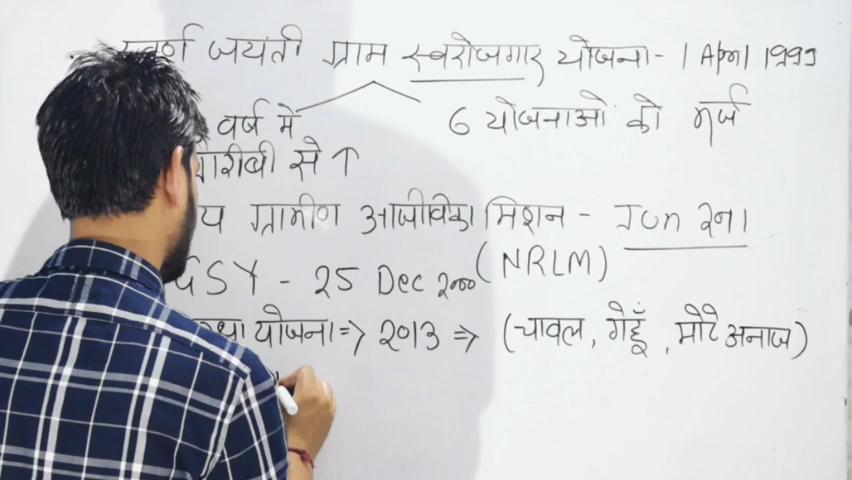 स्वर्ण जयंती ग्राम स्वरोजगार योजना - 1 April 1999
वर्ष में
गरीबी से ↑
6 योजनाओं को मर्ज
य ग्रामीण आजीविका मिशन - Jun 2011
(NRLM)
GSY - 25 Dec 2000
योजना => 2013 => (चावल, गेहूँ, मोटे अनाज)